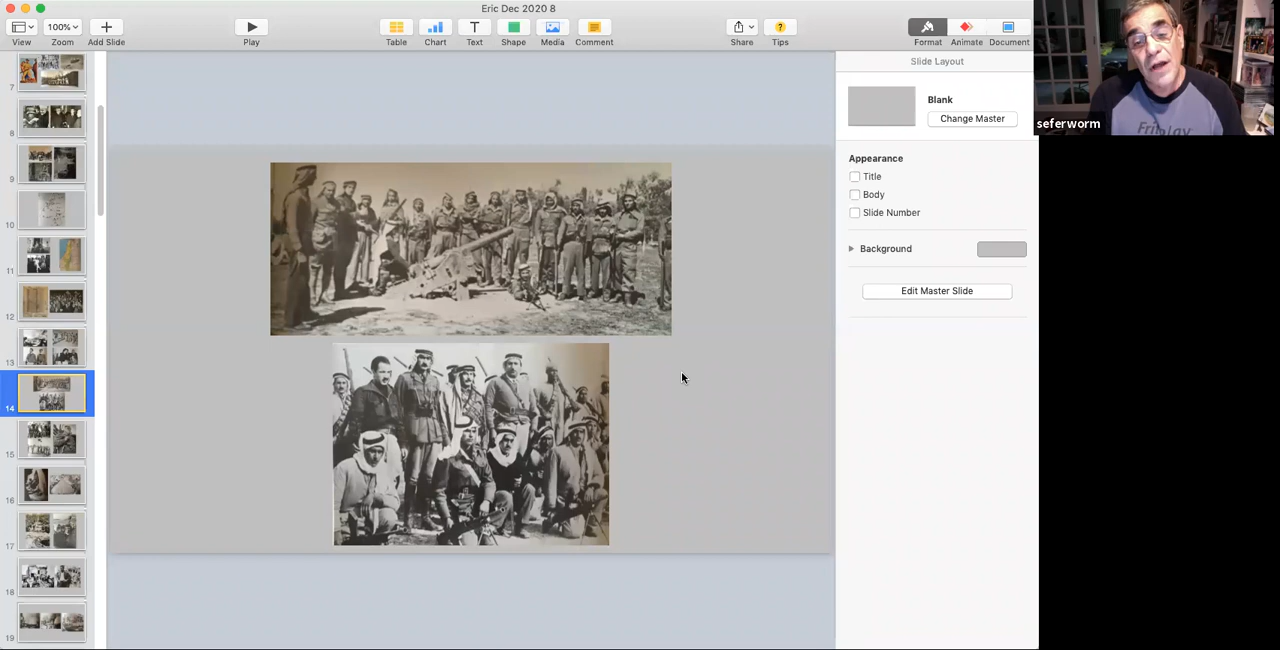 Eric Dec 2020 8
View
100%
Zoom
Add Slide
Play
Table
Chart
Text
Shape
Media
Comment
Share
?
Tips
Format
Animate
Document
Slide Layout
Blank
Change Master
Appearance
Title
Body
Slide Number
Background
Edit Master Slide
7
8
9
10
11
12
13
14
15
16
17
18
19
seferworm